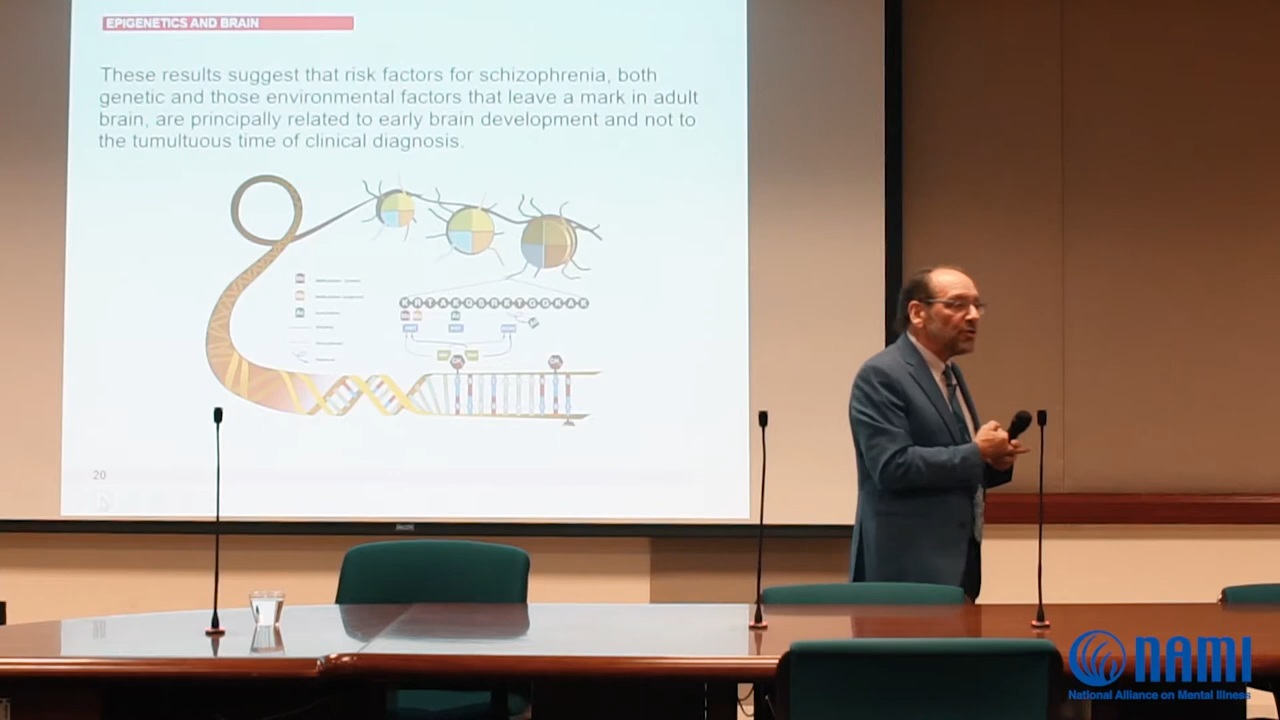 EPIGENETICS AND BRAIN
These results suggest that risk factors for schizophrenia, both
genetic and those environmental factors that leave a mark in adult
brain, are principally related to early brain development and not to
the tumultuous time of clinical diagnosis.
20
NAMI
National Alliance on Mental Illness